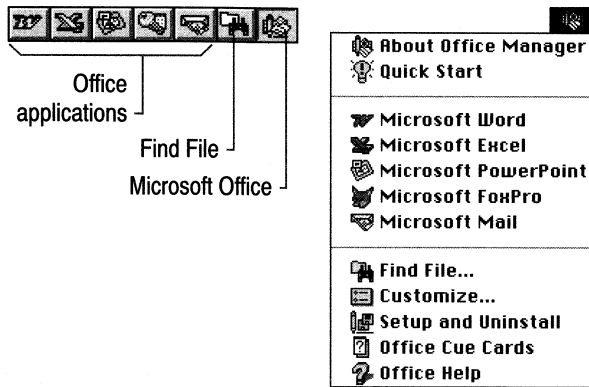 Office
applications
Find File
Microsoft Office
About Office Manager
Quick Start
Microsoft Word
Microsoft Excel
Microsoft PowerPoint
Microsoft FoxPro
Microsoft Mail
Find File...
Customize...
Setup and Uninstall
Office Cue Cards
Office Help